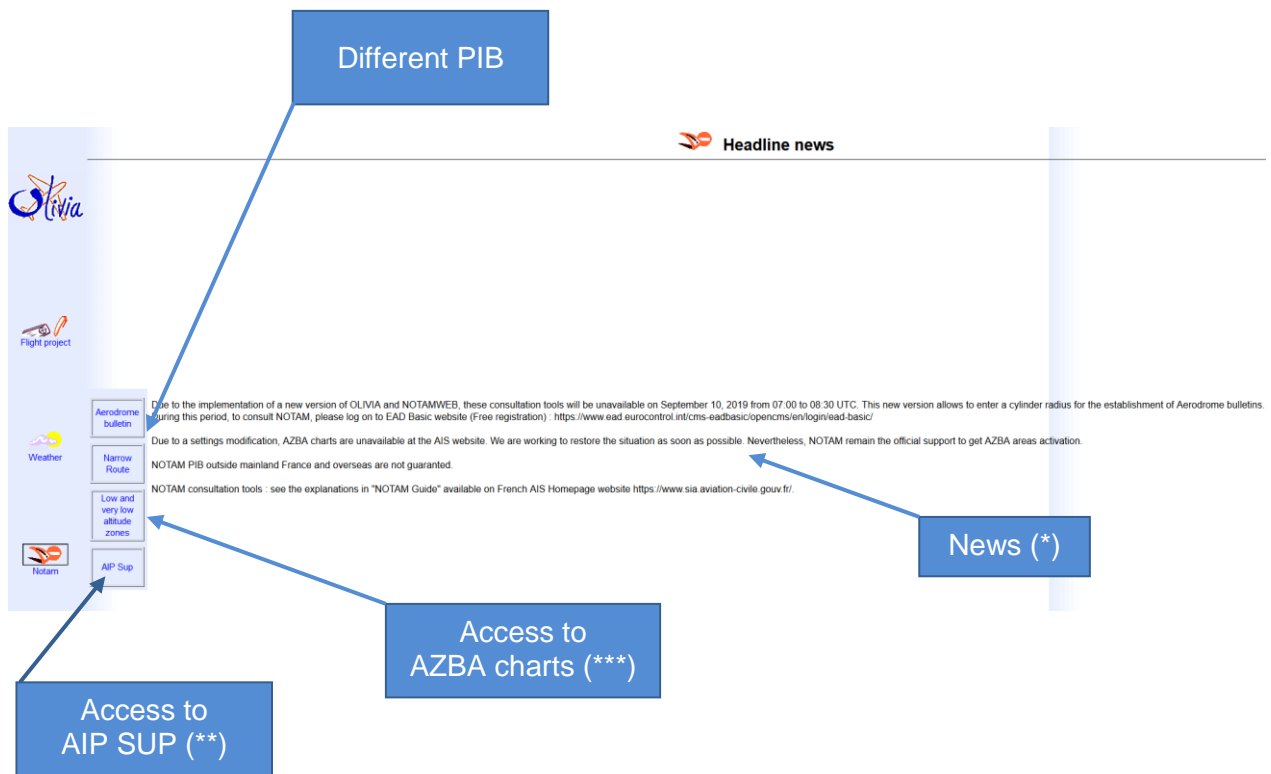 Different PIB
Headline news
Olivia
Flight project
Aerodrome
bulletin
Due to the implementation of a new version of OLIVIA and NOTAMWEB, these consultation tools will be unavailable on September 10, 2019 from 07:00 to 08:30 UTC. This new version allows to enter a cylinder radius for the establishment of Aerodrome bulletins.
During this period, to consult NOTAM, please log on to EAD Basic website (Free registration) : https://www.ead.eurocontrol.int/cms-eadbasic/opencms/en/login/ead-basic/
Due to a settings modification, AZBA charts are unavailable at the AIS website. We are working to restore the situation as soon as possible. Nevertheless, NOTAM remain the official support to get AZBA areas activation.
Weather
Narrow
Route
NOTAM PIB outside mainland France and overseas are not guaranted.
NOTAM consultation tools : see the explanations in "NOTAM Guide" available on French AIS Homepage website https://www.sia.aviation-civile.gouv.fr/.
Low and
very low
altitude
zones
News (*)
Notam
AIP Sup
Access to
AZBA charts (***)
Access to
AIP SUP (**)